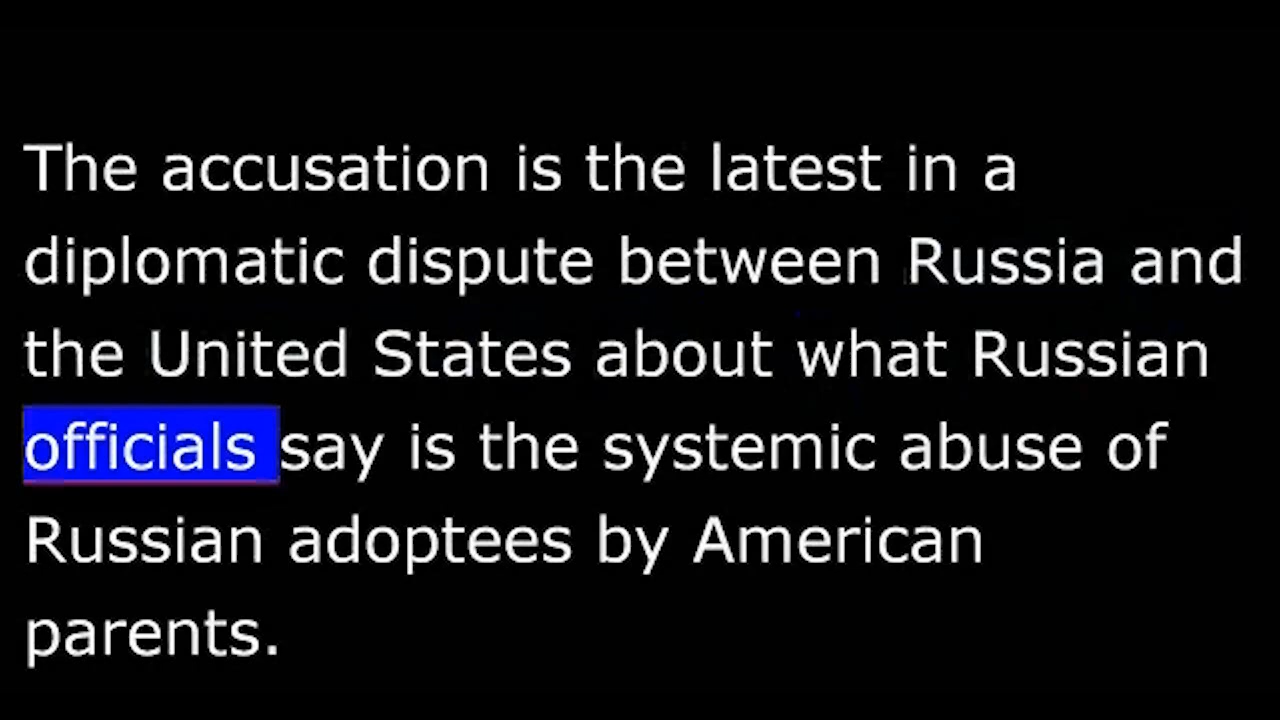 The accusation is the latest in a
diplomatic dispute between Russia and
the United States about what Russian
officials say is the systemic abuse of
Russian adoptees by American
parents.